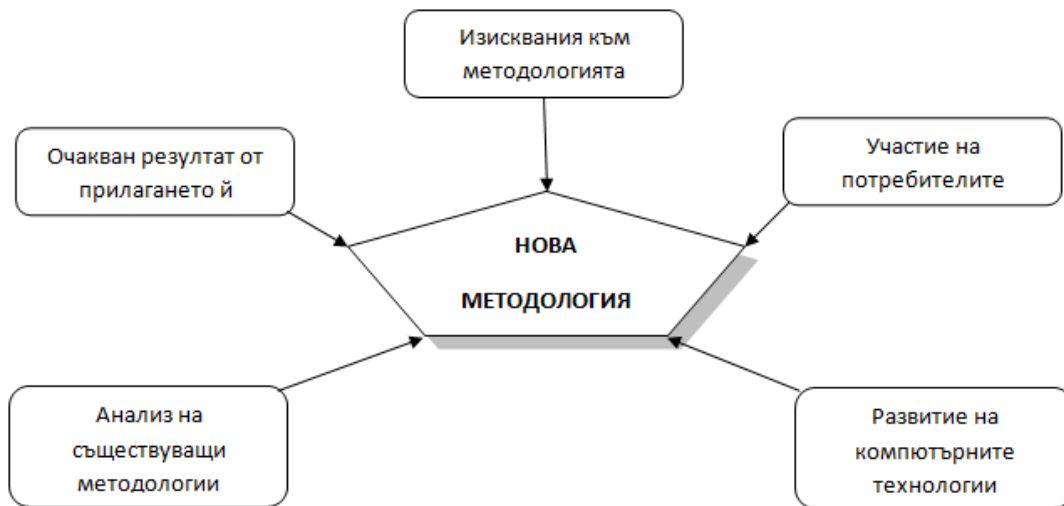 Изисквания към
методологията
Очакван резултат от
прилагането й
Участие на
потребителите
НОВА
МЕТОДОЛОГИЯ
Анализ на
съществуващи
методологии
Развитие на
компютърните
технологии